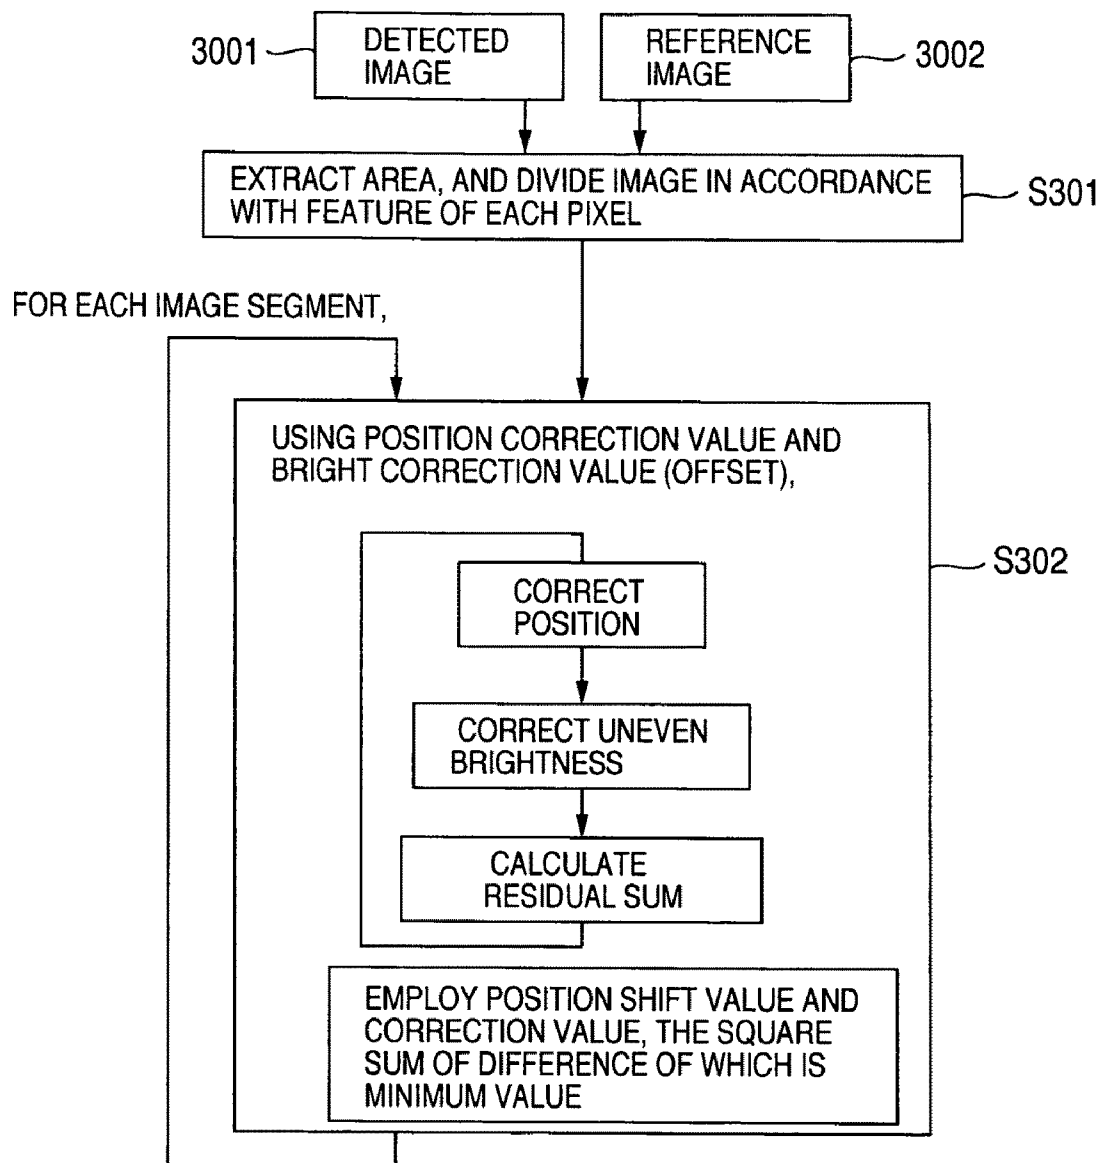 3001
DETECTED
IMAGE
REFERENCE
IMAGE
3002
EXTRACT AREA, AND DIVIDE IMAGE IN ACCORDANCE
WITH FEATURE OF EACH PIXEL
S301
FOR EACH IMAGE SEGMENT,
USING POSITION CORRECTION VALUE AND
BRIGHT CORRECTION VALUE (OFFSET),
S302
CORRECT
POSITION
CORRECT UNEVEN
BRIGHTNESS
CALCULATE
RESIDUAL SUM
EMPLOY POSITION SHIFT VALUE AND
CORRECTION VALUE, THE SQUARE
SUM OF DIFFERENCE OF WHICH IS
MINIMUM VALUE